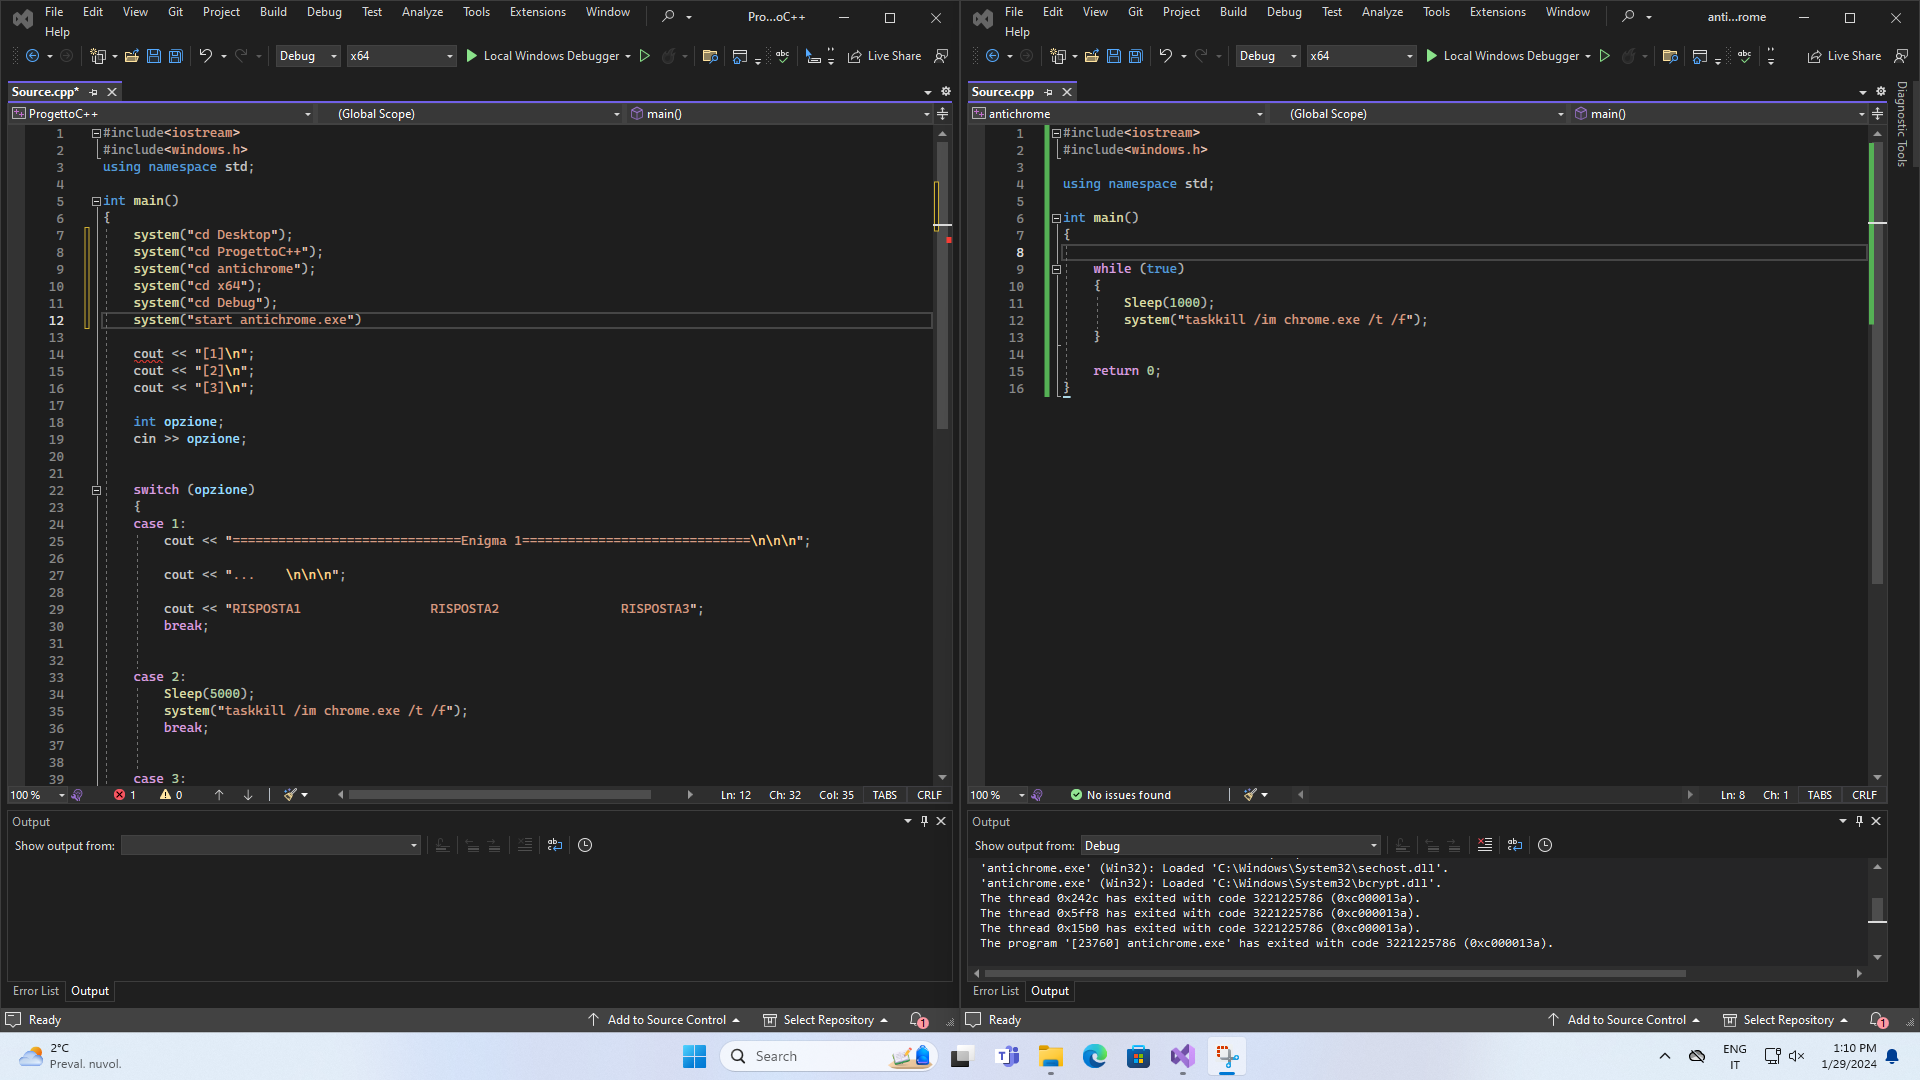 File Edit View Git Project Build Debug Test Analyze Tools Extensions Window Pro...oC++
Help
Debug x64 Local Windows Debugger Live Share
Source.cpp*
ProgettoC++ (Global Scope) main()
1 #include<iostream>
2 #include<windows.h>
3 using namespace std;
4
5 int main()
6 {
7 system("cd Desktop");
8 system("cd ProgettoC++");
9 system("cd antichrome");
10 system("cd x64");
11 system("cd Debug");
12 system("start antichrome.exe")
13
14 cout << "[1]\n";
15 cout << "[2]\n";
16 cout << "[3]\n";
17
18 int opzione;
19 cin >> opzione;
20
21
22 switch (opzione)
23 {
24 case 1:
25 cout << "==============================Enigma 1==============================\n\n\n";
26
27 cout << "...    \n\n\n";
28
29 cout << "RISPOSTA1                 RISPOSTA2                RISPOSTA3";
30 break;
31
32
33 case 2:
34 Sleep(5000);
35 system("taskkill /im chrome.exe /t /f");
36 break;
37
38
39 case 3:
100 % 1 0 Ln: 12 Ch: 32 Col: 35 TABS CRLF
Output
Show output from:
Error List Output
Ready Add to Source Control Select Repository 1
File Edit View Git Project Build Debug Test Analyze Tools Extensions Window anti...rome
Help
Debug x64 Local Windows Debugger Live Share
Source.cpp
antichrome (Global Scope) main()
1 #include<iostream>
2 #include<windows.h>
3
4 using namespace std;
5
6 int main()
7 {
8
9 while (true)
10 {
11 Sleep(1000);
12 system("taskkill /im chrome.exe /t /f");
13 }
14
15 return 0;
16 }
Diagnostic Tools
100 % No issues found Ln: 8 Ch: 1 TABS CRLF
Output
Show output from: Debug
'antichrome.exe' (Win32): Loaded 'C:\Windows\System32\sechost.dll'.
'antichrome.exe' (Win32): Loaded 'C:\Windows\System32\bcrypt.dll'.
The thread 0x242c has exited with code 3221225786 (0xc000013a).
The thread 0x5ff8 has exited with code 3221225786 (0xc000013a).
The thread 0x15b0 has exited with code 3221225786 (0xc000013a).
The program '[23760] antichrome.exe' has exited with code 3221225786 (0xc000013a).
Error List Output
Ready Add to Source Control Select Repository 1
2°C
Preval. nuvol.
Search
ENG
IT
1:10 PM
1/29/2024